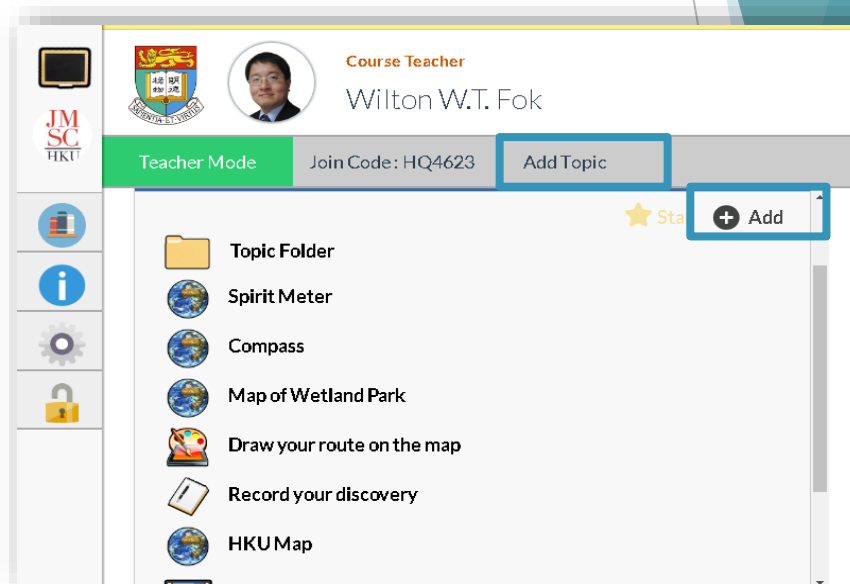 Course Teacher
Wilton W.T. Fok
JM
SC
HKU
Teacher Mode
Join Code: HQ4623
Add Topic
Add
Topic Folder
Spirit Meter
Compass
Map of Wetland Park
Draw your route on the map
Record your discovery
HKU Map